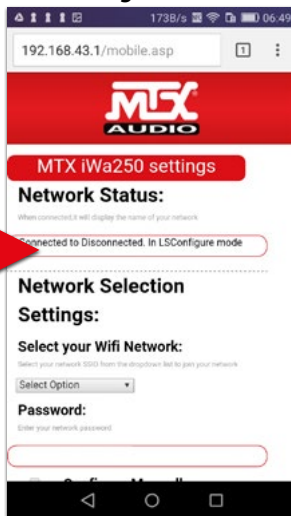 173B/s 06:49
192.168.43.1/mobile.asp 1
MTX
AUDIO
MTX iWa250 settings
Network Status:
When connected,it will display the name of your network
Connected to Disconnected. In LSConfigure mode
Network Selection
Settings:
Select your Wifi Network:
Select your network SSID from the dropdown list to join your network
Select Option
Password:
Enter your network password